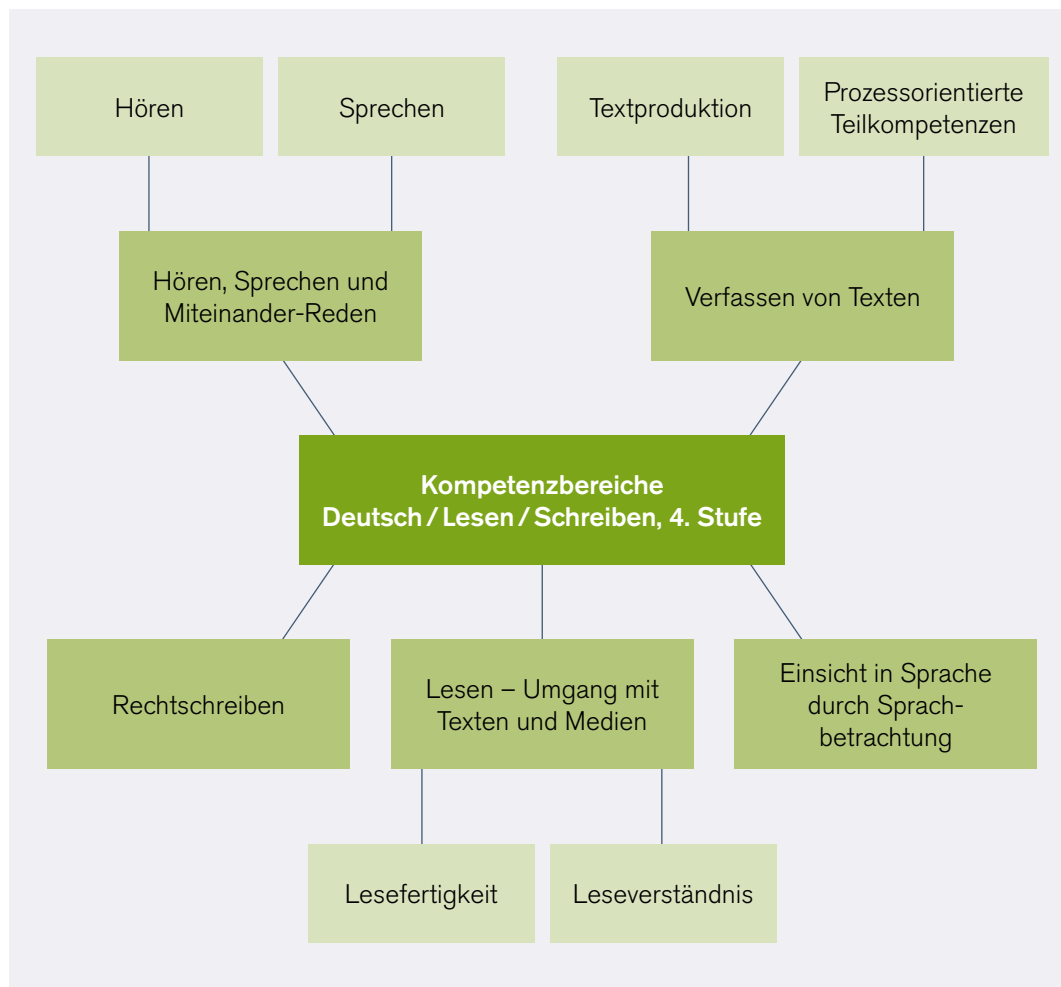 Hören
Sprechen
Textproduktion
Prozessorientierte
Teilkompetenzen
Hören, Sprechen und
Miteinander-Reden
Verfassen von Texten
Kompetenzbereiche
Deutsch / Lesen / Schreiben, 4. Stufe
Rechtschreiben
Lesen – Umgang mit
Texten und Medien
Einsicht in Sprache
durch Sprach-
betrachtung
Lesefertigkeit
Leseverständnis